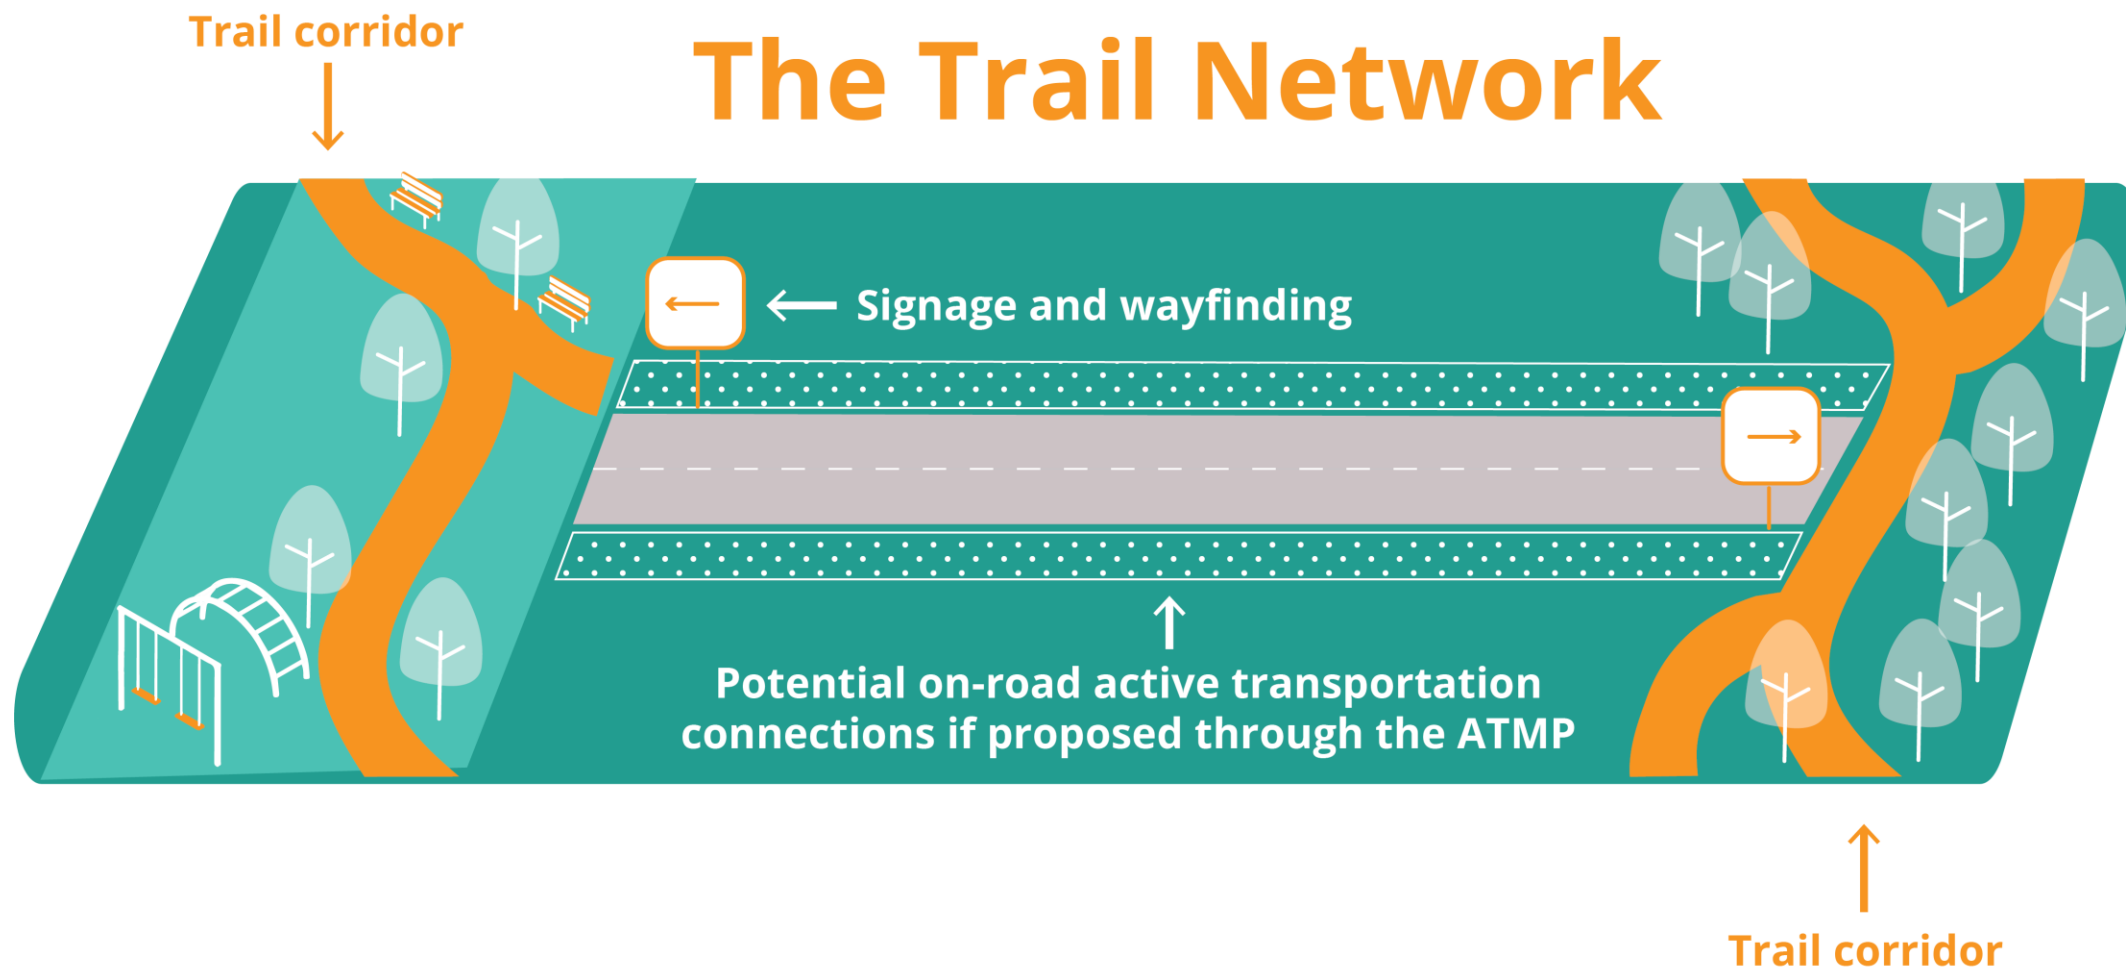 Trail corridor
The Trail Network
Signage and wayfinding
Potential on-road active transportation
connections if proposed through the ATMP
Trail corridor